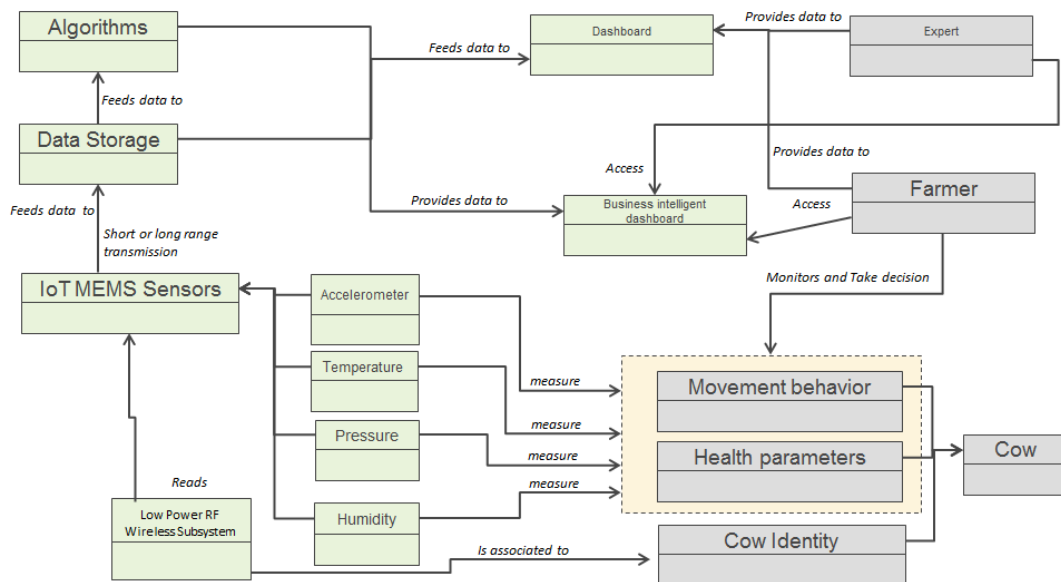 Algorithms
Dashboard
Provides data to
Expert
Feeds data to
Feeds data to
Data Storage
Access
Provides data to
Farmer
Feeds data to
Provides data to
Business intelligent
dashboard
Access
Short or long range
transmission
IoT MEMS Sensors
Accelerometer
Monitors and Take decision
Temperature
measure
Movement behavior
measure
Pressure
measure
Health parameters
Cow
Reads
measure
Low Power RF
Wireless Subsystem
Humidity
Is associated to
Cow Identity